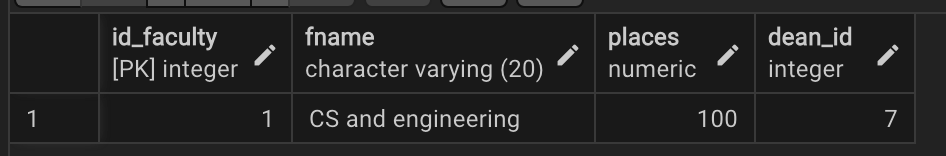 id_faculty fname places dean_id
[PK] integer character varying (20) numeric integer
1 1 CS and engineering 100 7